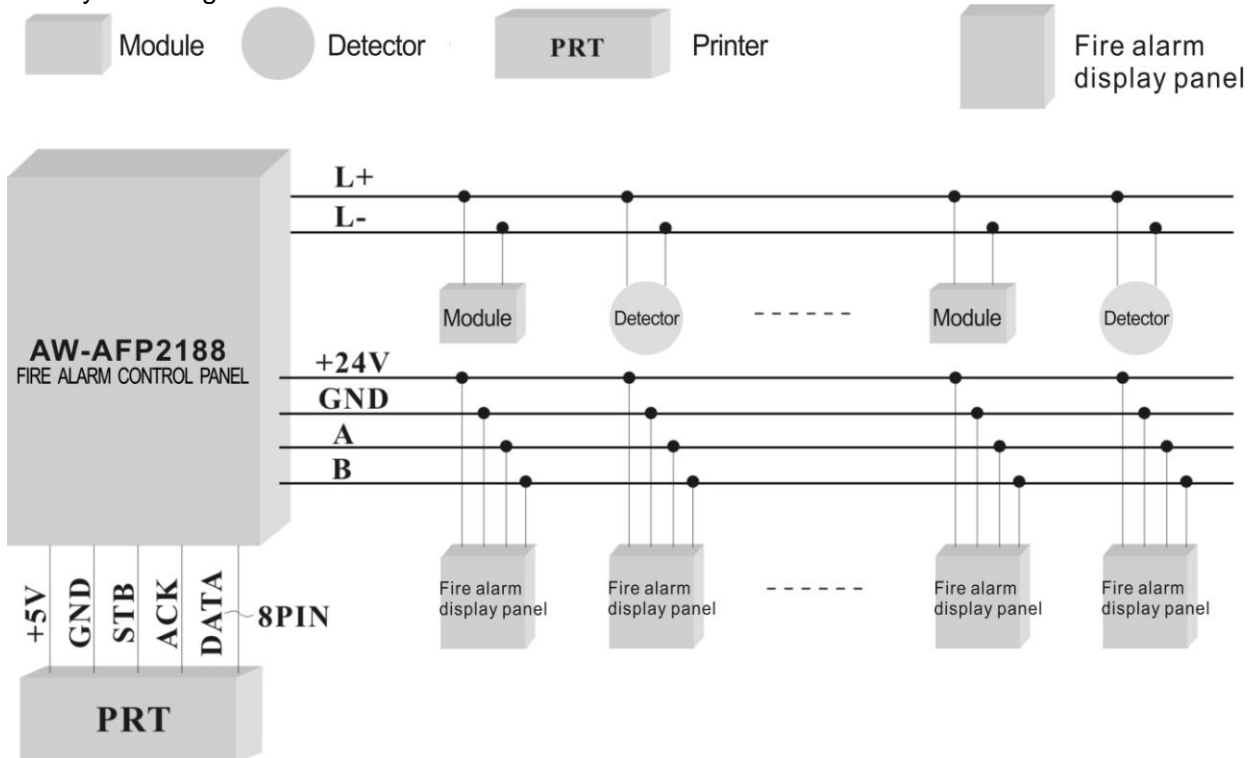 Module
Detector
PRT
Printer
Fire alarm
display panel
AW-AFP2188
FIRE ALARM CONTROL PANEL
L+
L-
Module
Detector
Module
Detector
+24V
GND
A
B
Fire alarm
display panel
Fire alarm
display panel
Fire alarm
display panel
Fire alarm
display panel
+5V
GND
STB
ACK
DATA
8PIN
PRT